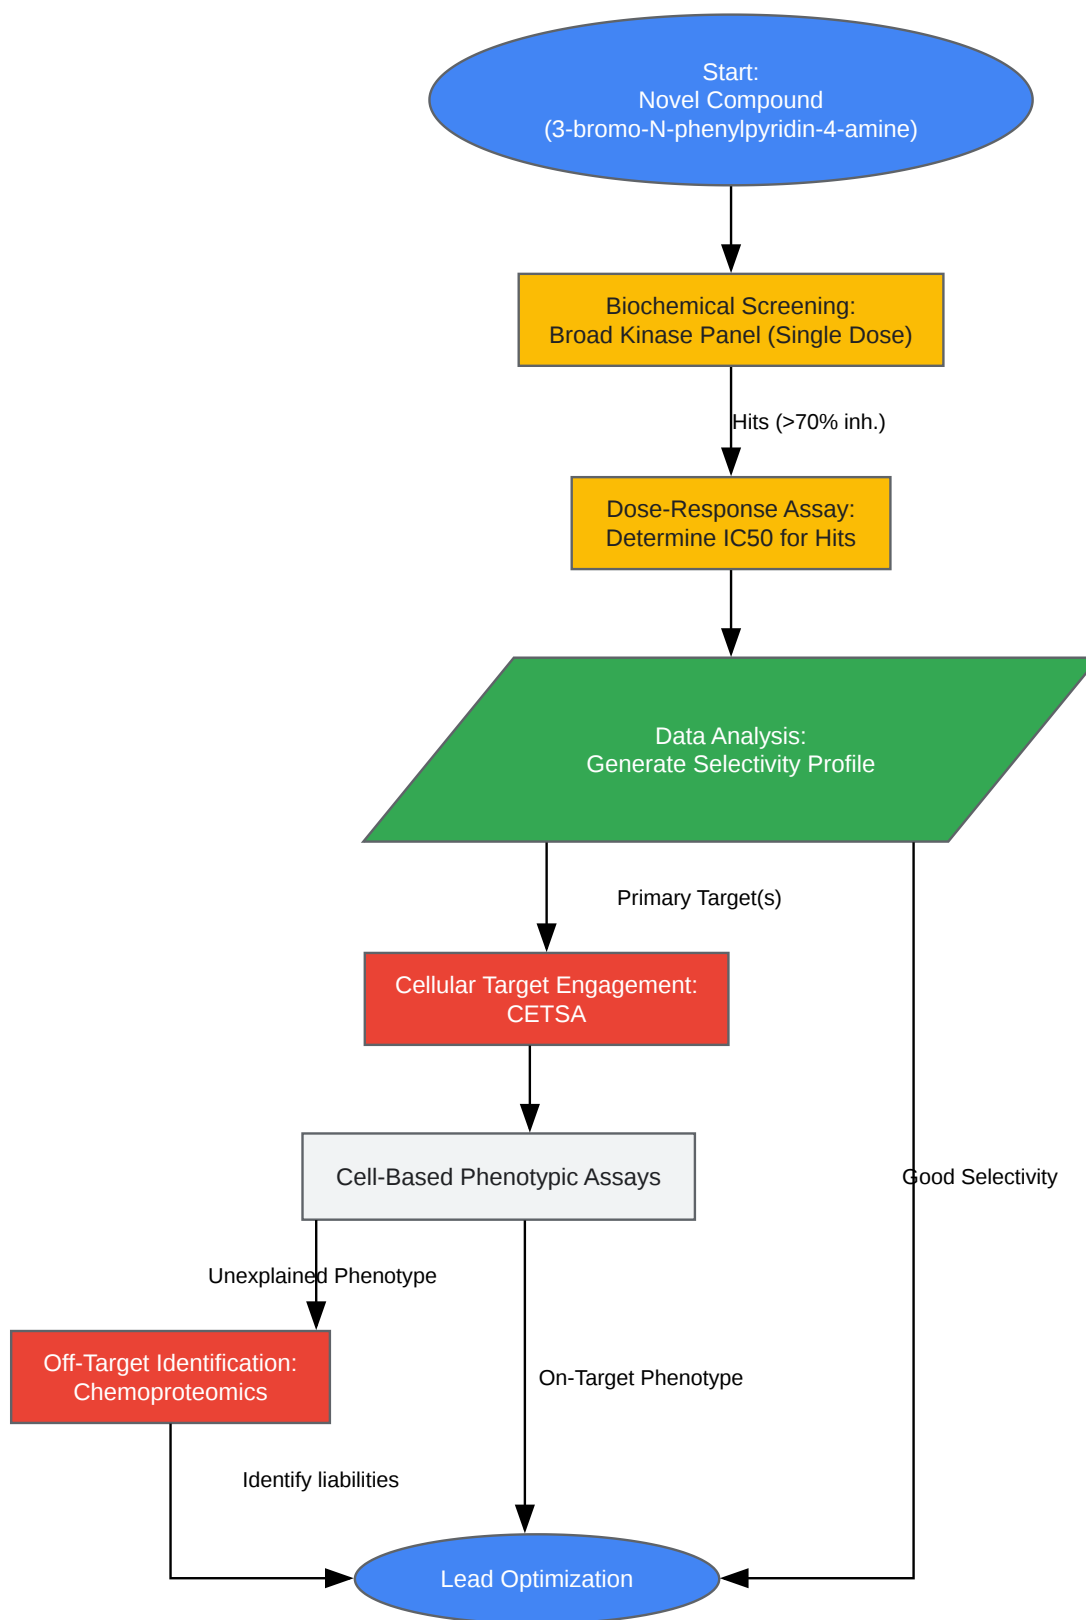 Start:
Novel Compound
(3-bromo-N-phenylpyridin-4-amine)
Biochemical Screening:
Broad Kinase Panel (Single Dose)
Hits (>70% inh.)
Dose-Response Assay:
Determine IC50 for Hits
Data Analysis:
Generate Selectivity Profile
Primary Target(s)
Cellular Target Engagement:
CETSA
Cell-Based Phenotypic Assays
Good Selectivity
Unexplained Phenotype
Off-Target Identification:
Chemoproteomics
On-Target Phenotype
Identify liabilities
Lead Optimization